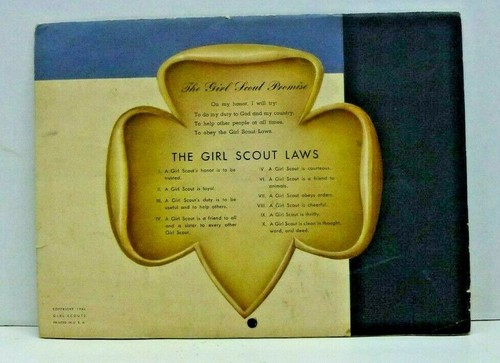 The Girl Scout Promise
On my honor I will try:
To do my duty to God and my country,
To help other people at all times,
To obey the Girl Scout Laws.
THE GIRL SCOUT LAWS
I. A Girl Scout's honor is to be
trusted.
II. A Girl Scout is loyal.
III. A Girl Scout's duty is to be
useful and to help others.
IV. A Girl Scout is a friend to all
and a sister to every other
Girl Scout.
V. A Girl Scout is courteous.
VI. A Girl Scout is a friend to
animals.
VII. A Girl Scout obeys orders.
VIII. A Girl Scout is cheerful.
IX. A Girl Scout is thrifty.
X. A Girl Scout is clean in thought,
word, and deed.
COPYRIGHT
GIRL SCOUTS
PRINTED IN U. S. A.